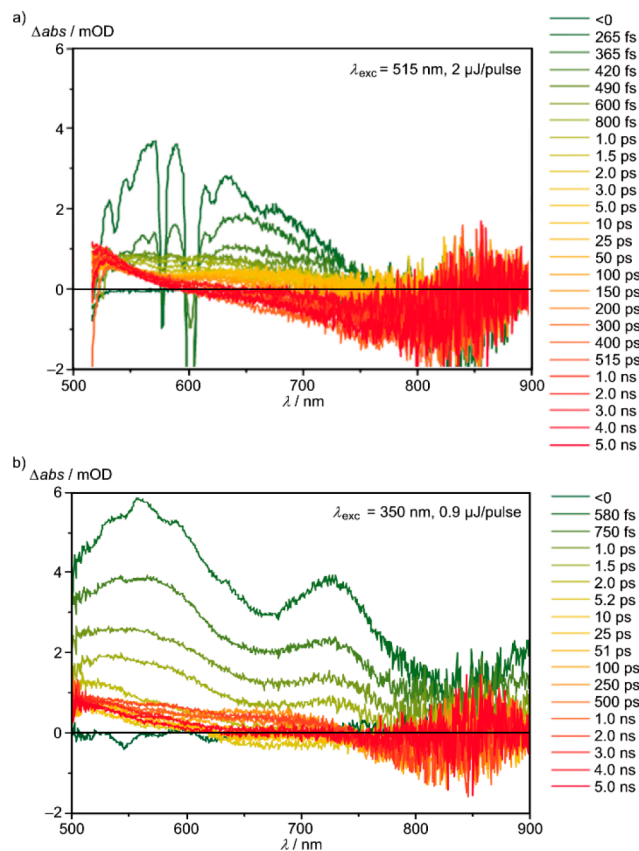 a)
Δabs / mOD
λexc = 515 nm, 2 µJ/pulse
6
4
2
0
−2
500 600 700 800 900
λ / nm
<0
265 fs
365 fs
420 fs
490 fs
600 fs
800 fs
1.0 ps
1.5 ps
2.0 ps
3.0 ps
5.0 ps
10 ps
25 ps
50 ps
100 ps
150 ps
200 ps
300 ps
400 ps
515 ps
1.0 ns
2.0 ns
3.0 ns
4.0 ns
5.0 ns
b)
Δabs / mOD
λexc = 350 nm, 0.9 µJ/pulse
6
4
2
0
−2
500 600 700 800 900
λ / nm
<0
580 fs
750 fs
1.0 ps
1.5 ps
2.0 ps
5.2 ps
10 ps
25 ps
51 ps
100 ps
250 ps
500 ps
1.0 ns
2.0 ns
3.0 ns
4.0 ns
5.0 ns